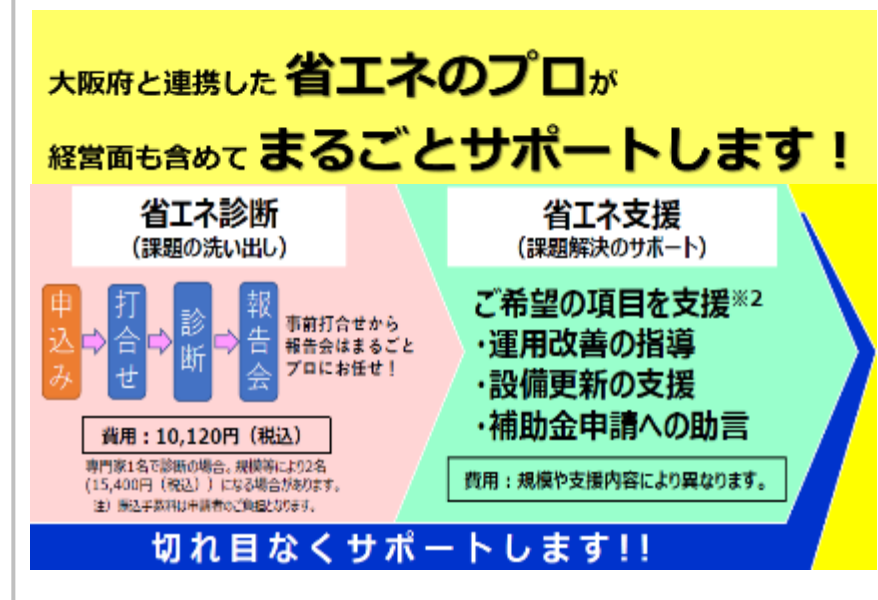 大阪府と連携した 省エネのプロが
経営面も含めて まるごとサポートします！
省エネ診断
（課題の洗い出し）
申込み
打合せ
診断
報告会
事前打合せから
報告会はまるごと
プロにお任せ！
費用：10,120円（税込）
専門家1名で診断の場合。規模等により2名
（15,400円（税込））になる場合があります。
注）振込手数料は申請者のご負担となります。
省エネ支援
（課題解決のサポート）
ご希望の項目を支援※2
・運用改善の指導
・設備更新の支援
・補助金申請への助言
費用：規模や支援内容により異なります。
切れ目なくサポートします!!